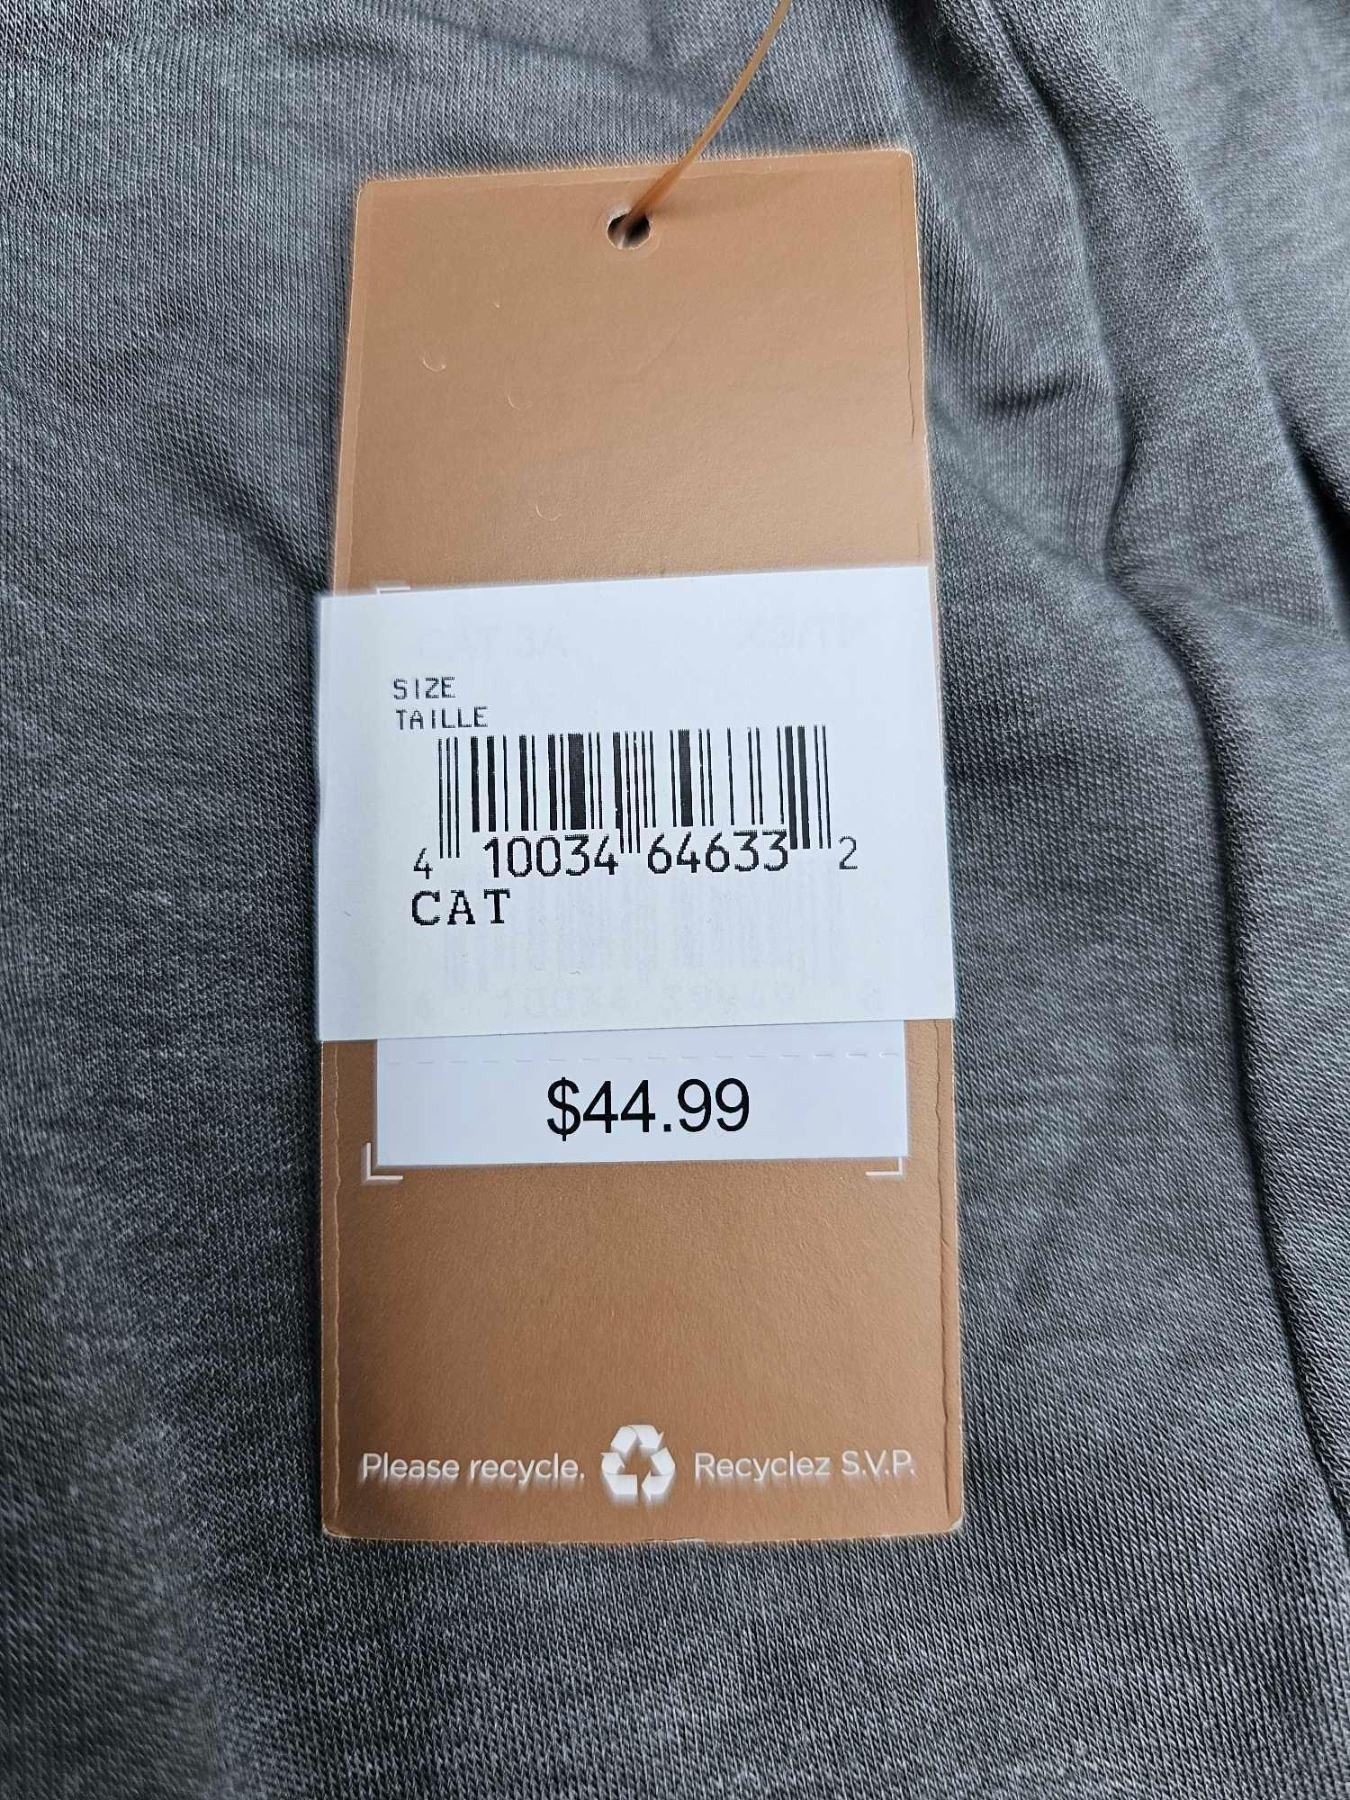 SIZE
TAILLE
4 10034 64633 2
CAT
$44.99
Please recycle. Recyclez S.V.P.